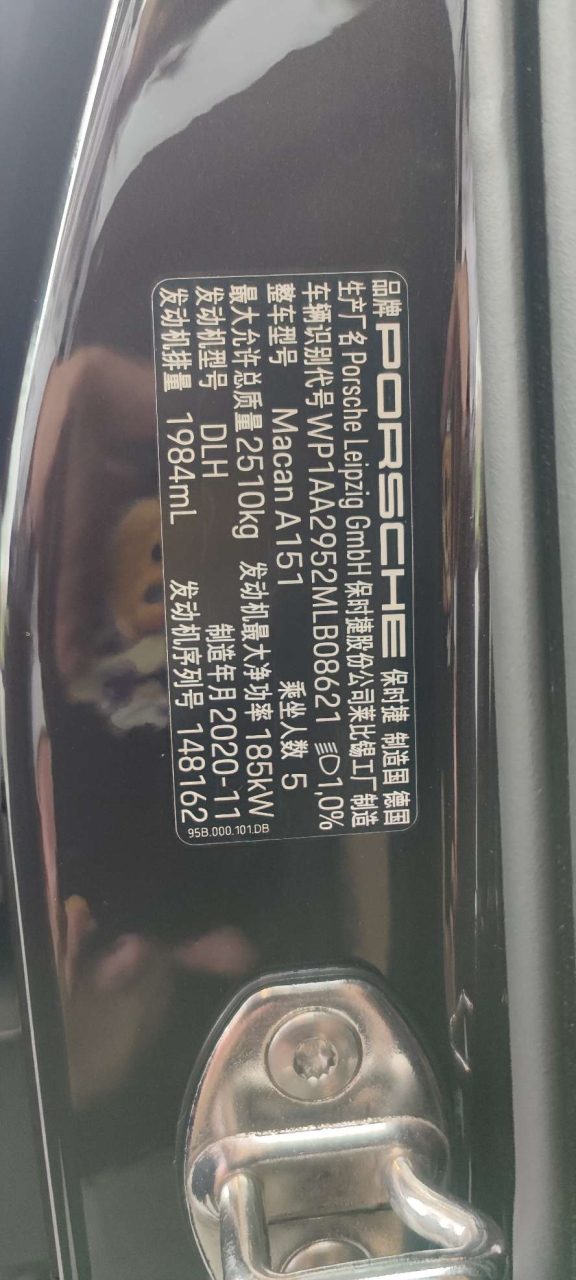 品牌 PORSCHE 保时捷 制造国 德国
生产厂名 Porsche Leipzig GmbH 保时捷股份公司莱比锡工厂 制造
车辆识别代号 WP1AA2952MLB08621 1,0%
整车型号 Macan A151 乘坐人数 5
最大允许总质量 2510kg 发动机最大净功率 185kW
发动机型号 DLH 制造年月 2020-11
发动机排量 1984mL 发动机序列号 148162
95B.000.101.DB